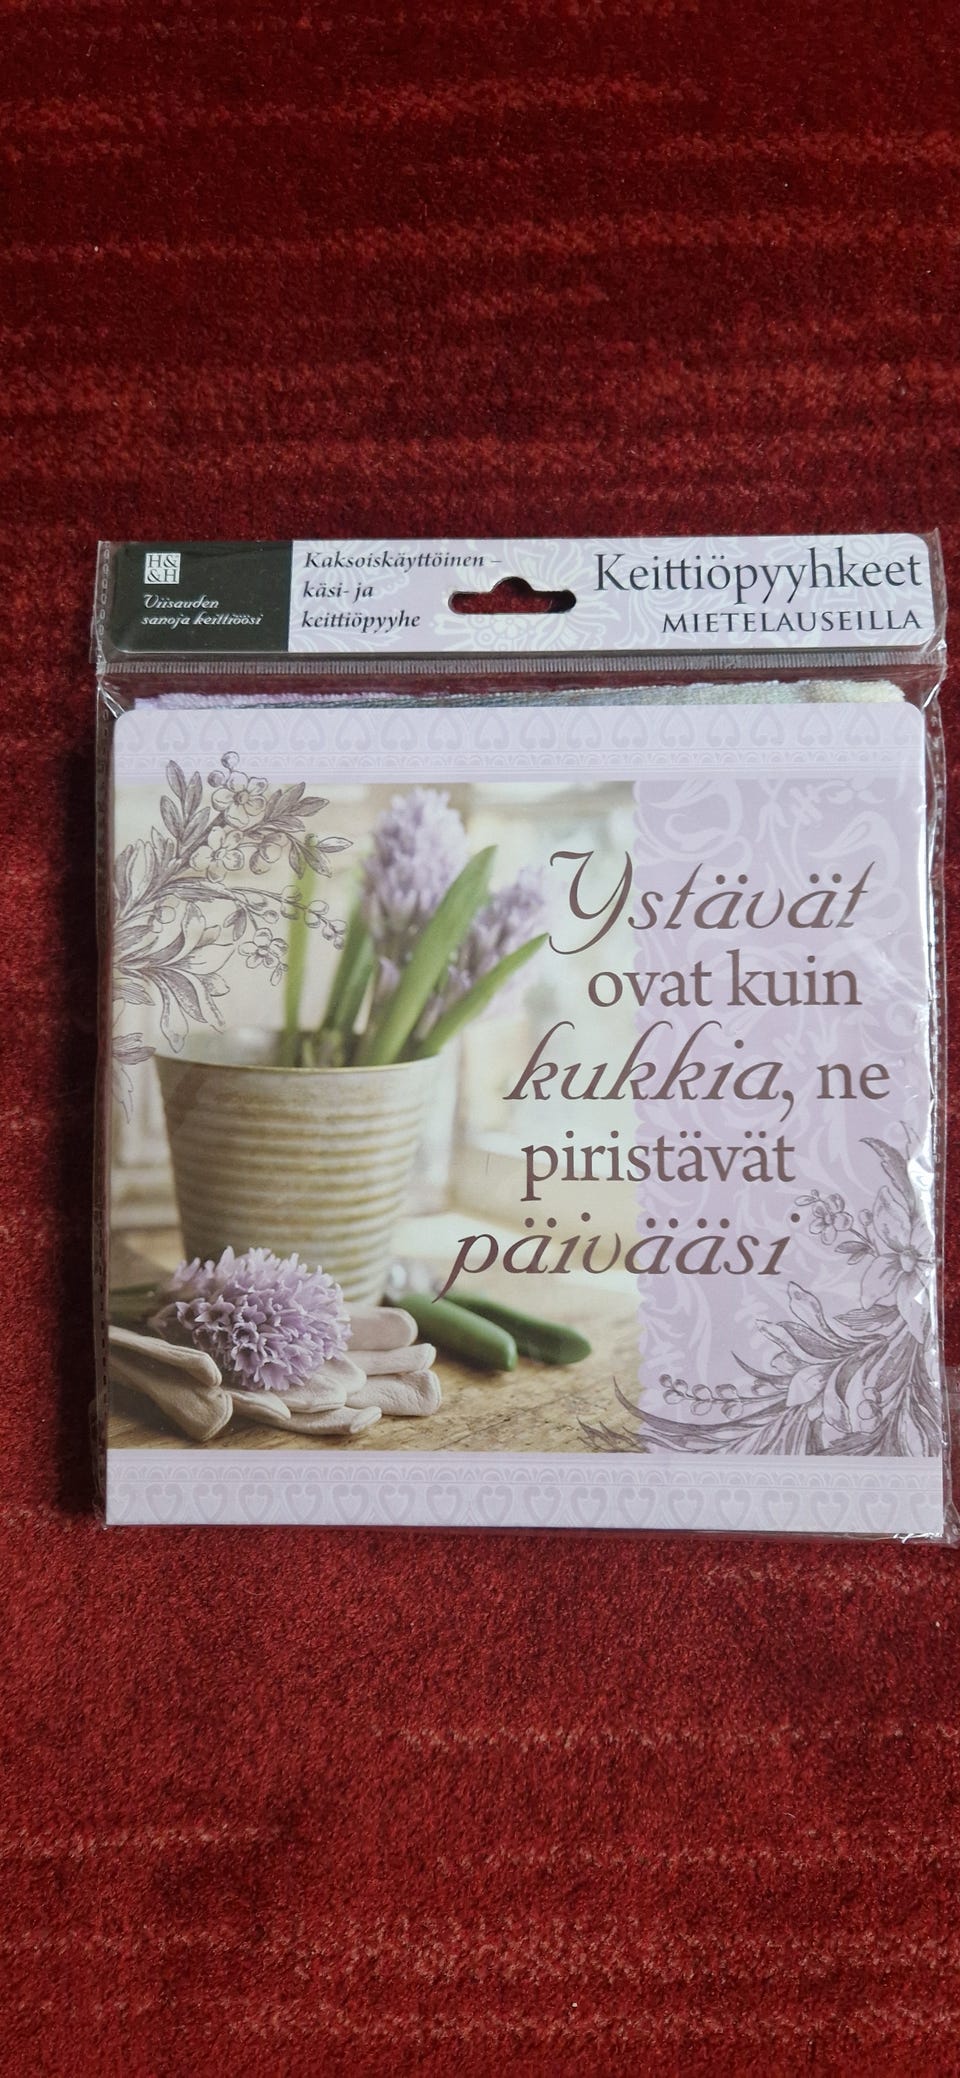 H&
&H
Viisauden
sanoja keittiöösi
Kaksoiskäyttöinen –
käsi- ja
keittiöpyyhe
Keittiöpyyhkeet
MIETELAUSEILLA
Ystävät
ovat kuin
kukkia, ne
piristävät
päivääsi